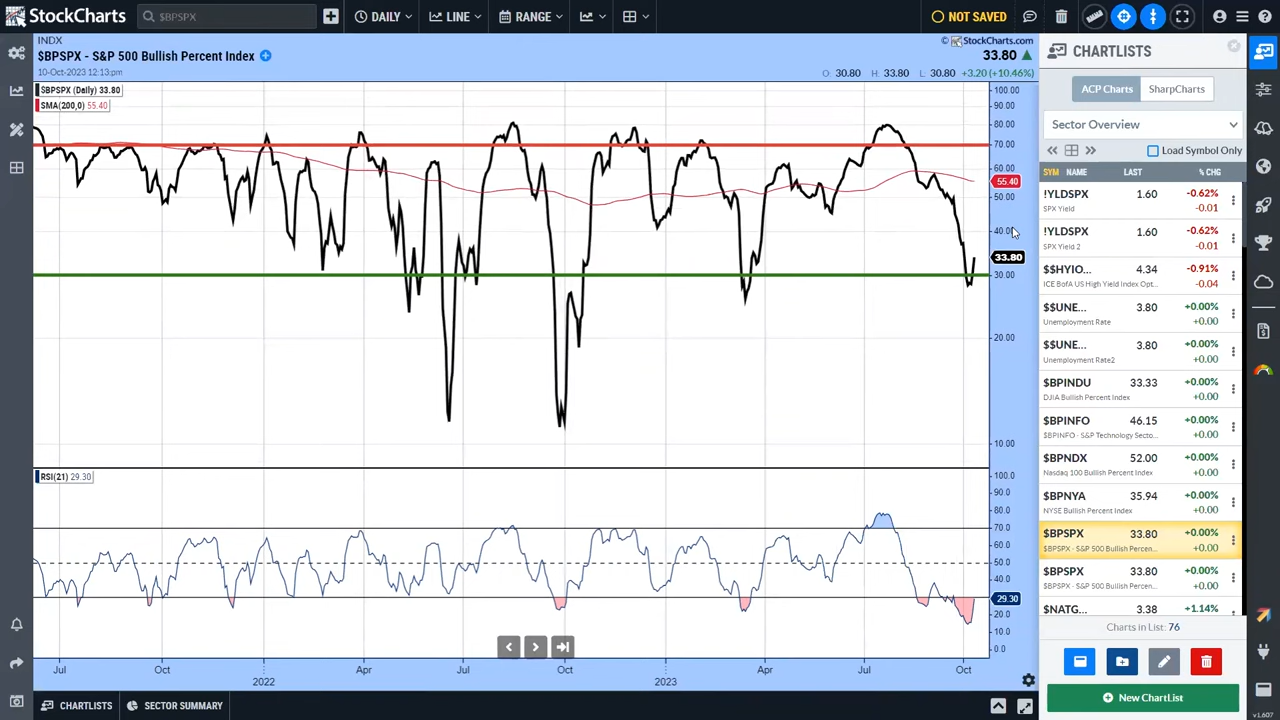 StockCharts
$BPSPX
DAILY
LINE
RANGE
NOT SAVED
INDX
© StockCharts.com
$BPSPX - S&P 500 Bullish Percent Index
33.80
10-Oct-2023 12:13:pm
O: 30.80 H: 33.80 L: 30.80 +3.20 (+10.46%)
$BPSPX (Daily) 33.80
SMA(200,0) 55.40
100.00
90.00
80.00
70.00
60.00
55.40
50.00
40.00
33.80
30.00
20.00
10.00
RSI(21) 29.30
100.0
90.0
80.0
70.0
60.0
50.0
40.0
29.30
20.0
10.0
0.0
Jul Oct 2022 Apr Jul Oct 2023 Apr Jul Oct
CHARTLISTS
SECTOR SUMMARY
CHARTLISTS
ACP Charts
SharpCharts
Sector Overview
Load Symbol Only
SYM NAME LAST % CHG
!YLDSPX 1.60 -0.62%
SPX Yield -0.01
!YLDSPX 1.60 -0.62%
SPX Yield 2 -0.01
$$HYIO... 4.34 -0.91%
ICE BofA US High Yield Index Opt... -0.04
$$UNE... 3.80 +0.00%
Unemployment Rate +0.00
$$UNE... 3.80 +0.00%
Unemployment Rate2 +0.00
$BPINDU 33.33 +0.00%
DJIA Bullish Percent Index +0.00
$BPINFO 46.15 +0.00%
$BPINFO - S&P Technology Secto... +0.00
$BPNDX 52.00 +0.00%
Nasdaq 100 Bullish Percent Index +0.00
$BPNYA 35.94 +0.00%
NYSE Bullish Percent Index +0.00
$BPSPX 33.80 +0.00%
$BPSPX - S&P 500 Bullish Percen... +0.00
$BPSPX 33.80 +0.00%
$BPSPX - S&P 500 Bullish Percen... +0.00
$NATG... 3.38 +1.14%
Charts in List: 76
New ChartList
v1.607